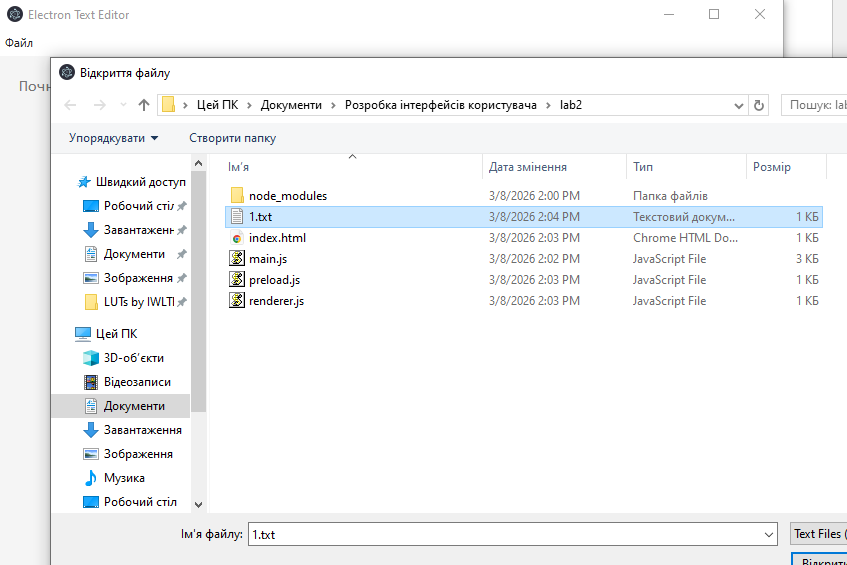 Electron Text Editor
Файл
Почн
Відкриття файлу
Цей ПК › Документи › Розробка інтерфейсів користувача › lab2
Пошук: lab
Упорядкувати
Створити папку
Ім'я Дата змінення Тип Розмір
Швидкий доступ
Робочий стіл
Завантаженн
Документи
Зображення
LUTs by IWLT
Цей ПК
3D-об'єкти
Відеозаписи
Документи
Завантаження
Зображення
Музика
Робочий стіл
node_modules 3/8/2026 2:00 PM Папка файлів
1.txt 3/8/2026 2:04 PM Текстовий докум... 1 КБ
index.html 3/8/2026 2:03 PM Chrome HTML Do... 1 КБ
main.js 3/8/2026 2:02 PM JavaScript File 3 КБ
preload.js 3/8/2026 2:03 PM JavaScript File 1 КБ
renderer.js 3/8/2026 2:03 PM JavaScript File 1 КБ
Ім'я файлу: 1.txt
Text Files (
Відкрити